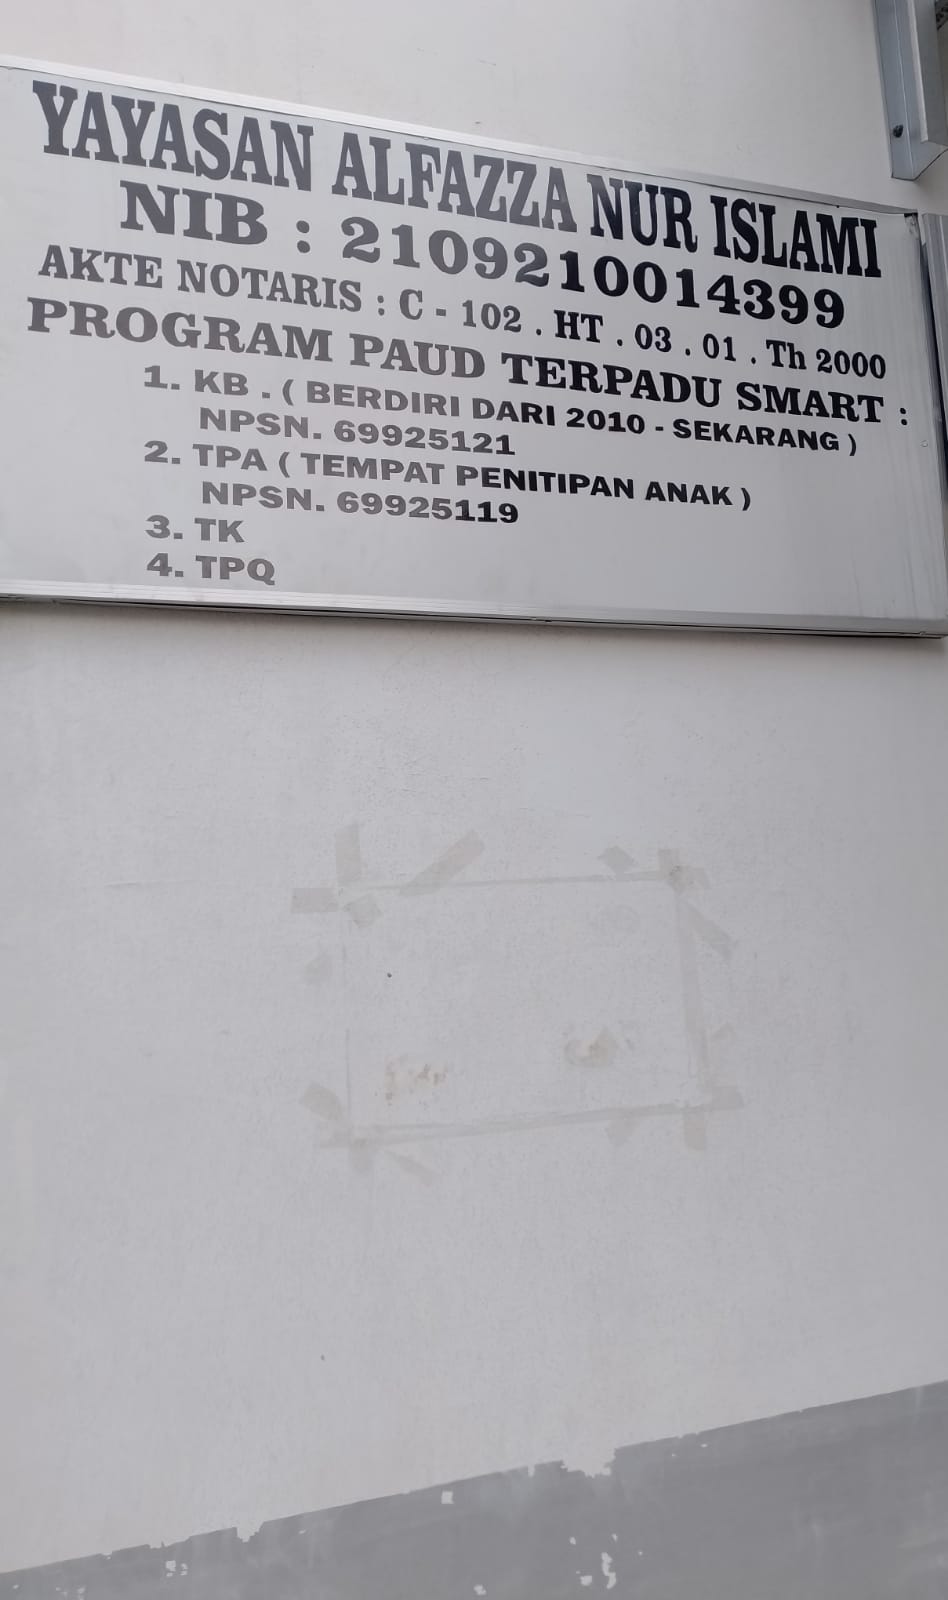 YAYASAN ALFAZZA NUR ISLAMI
NIB : 2109210014399
AKTE NOTARIS : C - 102 . HT . 03 . 01 . Th 2000
PROGRAM PAUD TERPADU SMART :
1. KB . ( BERDIRI DARI 2010 - SEKARANG )
NPSN. 69925121
2. TPA ( TEMPAT PENITIPAN ANAK )
NPSN. 69925119
3. TK
4. TPQ